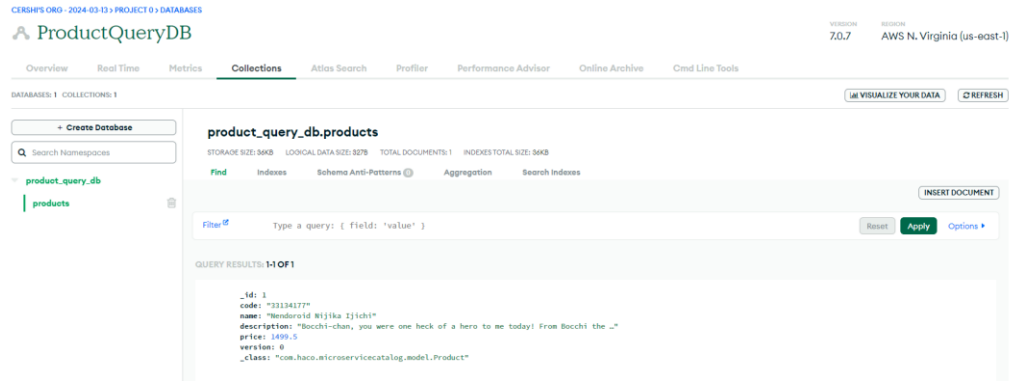 CERSHI'S ORG - 2024-03-13 > PROJECT 0 > DATABASES
ProductQueryDB
VERSION
7.0.7
REGION
AWS N. Virginia (us-east-1)
Overview Real Time Metrics Collections Atlas Search Profiler Performance Advisor Online Archive Cmd Line Tools
DATABASES: 1 COLLECTIONS: 1
VISUALIZE YOUR DATA
REFRESH
+ Create Database
Search Namespaces
product_query_db
products
product_query_db.products
STORAGE SIZE: 36KB LOGICAL DATA SIZE: 327B TOTAL DOCUMENTS: 1 INDEXES TOTAL SIZE: 36KB
Find Indexes Schema Anti-Patterns 0 Aggregation Search Indexes
INSERT DOCUMENT
Filter Type a query: { field: 'value' } Reset Apply Options
QUERY RESULTS: 1-1 OF 1
_id: 1
code: "33134177"
name: "Nendoroid Nijika Ijichi"
description: "Bocchi-chan, you were one heck of a hero to me today! From Bocchi the …"
price: 1499.5
version: 0
_class: "com.haco.microservicecatalog.model.Product"